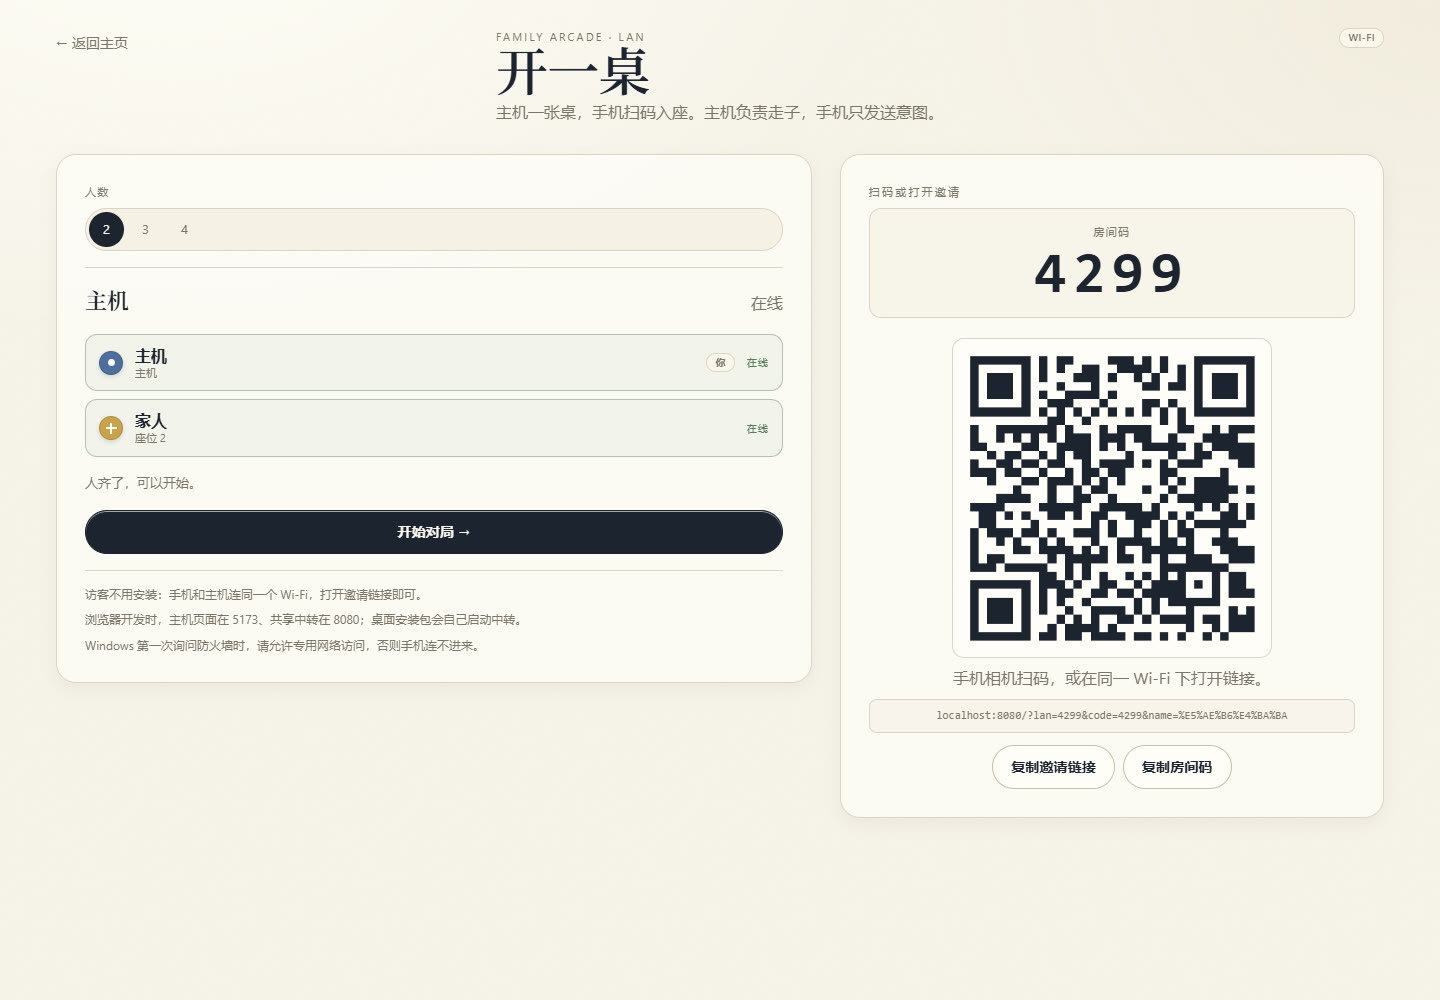 ← 返回主页
FAMILY ARCADE · LAN
开一桌
主机一张桌，手机扫码入座。主机负责走子，手机只发送意图。
WI-FI
人数
2 3 4
主机 在线
主机
主机
你 在线
家人
座位 2
在线
人齐了，可以开始。
开始对局 →
访客不用安装：手机和主机连同一个 Wi-Fi，打开邀请链接即可。
浏览器开发时，主机页面在 5173、共享中转在 8080；桌面安装包会自己启动中转。
Windows 第一次询问防火墙时，请允许专用网络访问，否则手机连不进来。
扫码或打开邀请
房间码
4299
手机相机扫码，或在同一 Wi-Fi 下打开链接。
localhost:8080/?lan=4299&code=4299&name=%E5%AE%B6%E4%BA%BA
复制邀请链接 复制房间码